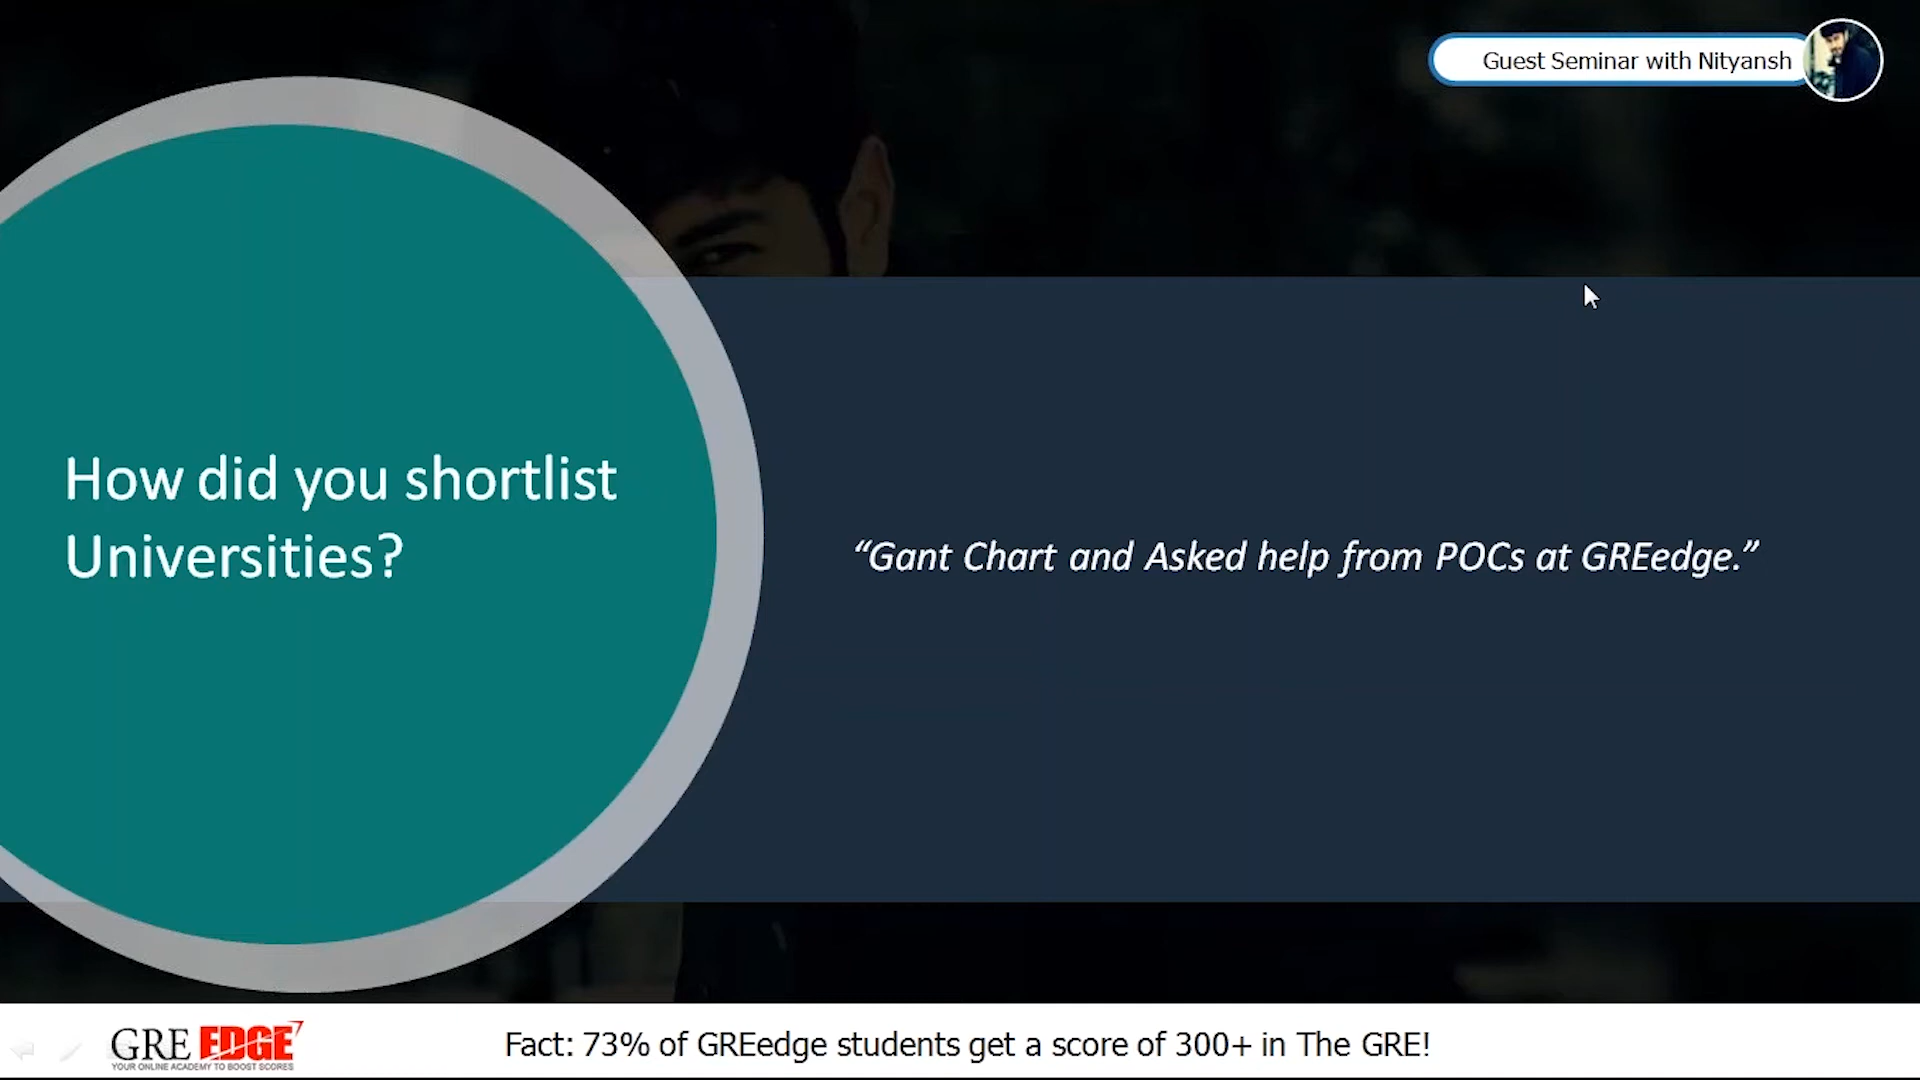 Guest Seminar with Nityansh
How did you shortlist
Universities?
“Gant Chart and Asked help from POCs at GREedge.”
GRE EDGE
YOUR ONLINE ACADEMY TO BOOST SCORES
Fact: 73% of GREedge students get a score of 300+ in The GRE!